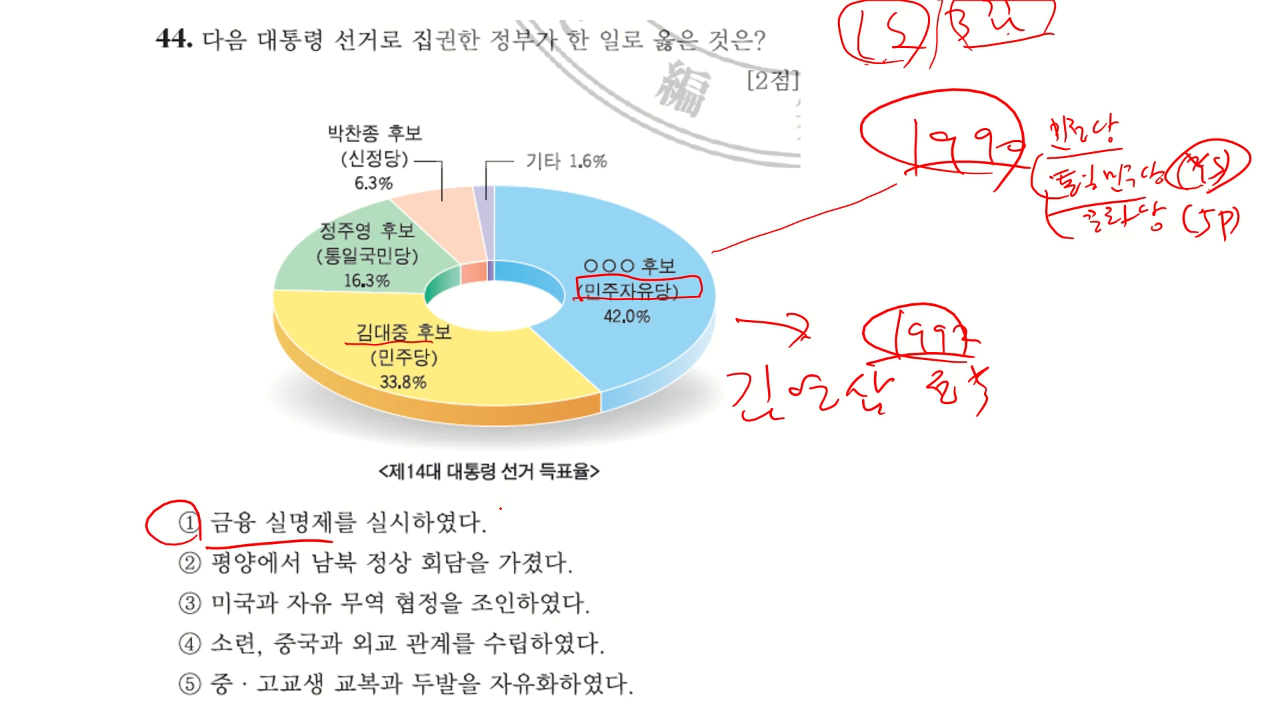 44. 다음 대통령 선거로 집권한 정부가 한 일로 옳은 것은?
[2점]
編
박찬종 후보
(신정당)
6.3%
기타 1.6%
정주영 후보
(통일국민당)
16.3%
○○○ 후보
(민주자유당)
42.0%
김대중 후보
(민주당)
33.8%
<제14대 대통령 선거 득표율>
① 금융 실명제를 실시하였다.
② 평양에서 남북 정상 회담을 가졌다.
③ 미국과 자유 무역 협정을 조인하였다.
④ 소련, 중국과 외교 관계를 수립하였다.
⑤ 중·고교생 교복과 두발을 자유화하였다.
1990
민정당
통일민주당 (YS)
공화당 (JP)
1992
김영삼